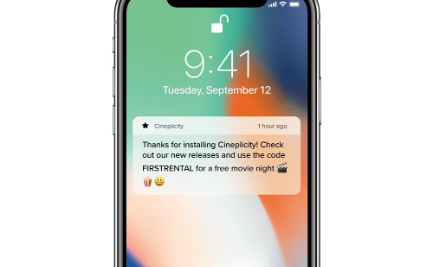 9:41
Tuesday, September 12
Cineplicity 1 hour ago
Thanks for installing Cineplicity! Check
out our new releases and use the code
FIRSTRENTAL for a free movie night 🎬
🍿😀